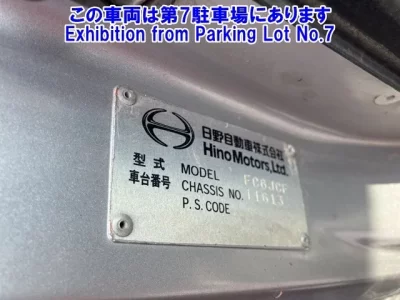 この車両は第7駐車場にあります
Exhibition from Parking Lot No.7
日野自動車株式会社
Hino Motors, Ltd.
型式 MODEL FC6JCF
車台番号 CHASSIS NO. 11613
P.S.CODE